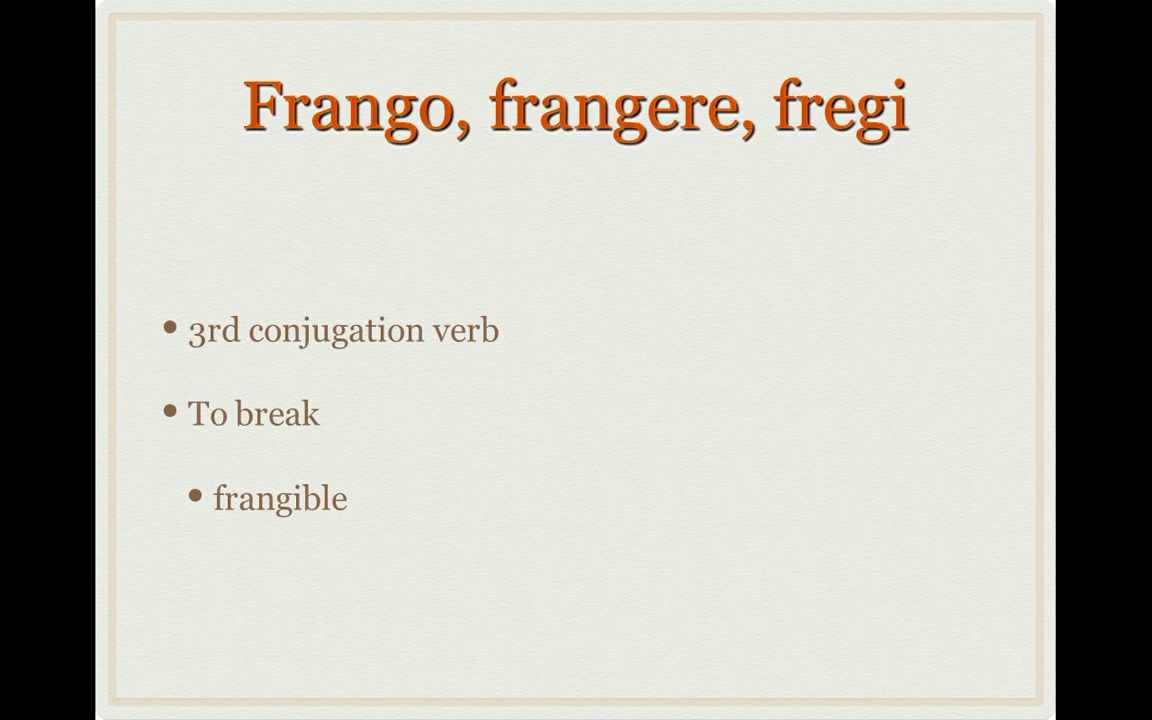 Frango, frangere, fregi
• 3rd conjugation verb
• To break
• frangible